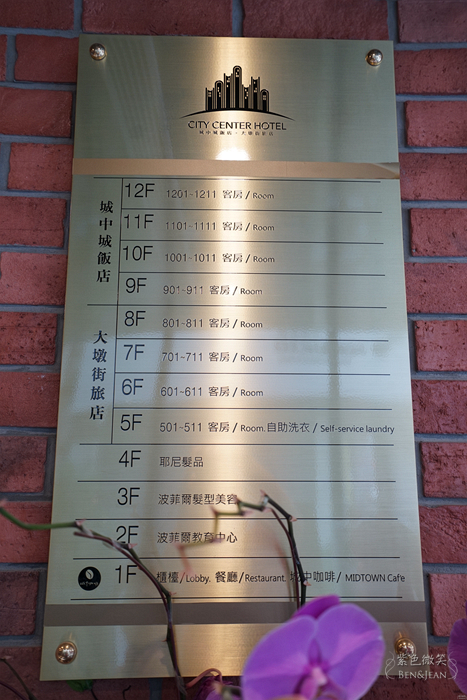 CITY CENTER HOTEL
城中城飯店・大墩街旅店
城中城飯店
12F 1201~1211 客房/Room
11F 1101~1111 客房/Room
10F 1001~1011 客房/Room
9F 901~911 客房/Room
大墩街旅店
8F 801~811 客房/Room
7F 701~711 客房/Room
6F 601~611 客房/Room
5F 501~511 客房/Room.自助洗衣/Self-service laundry
4F 耶尼髮品
3F 波菲爾髮型美容
2F 波菲爾教育中心
1F 櫃檯/Lobby. 餐廳/Restaurant. 城中咖啡/ MIDTOWN Cafe
紫色微笑
BEN&JEAN